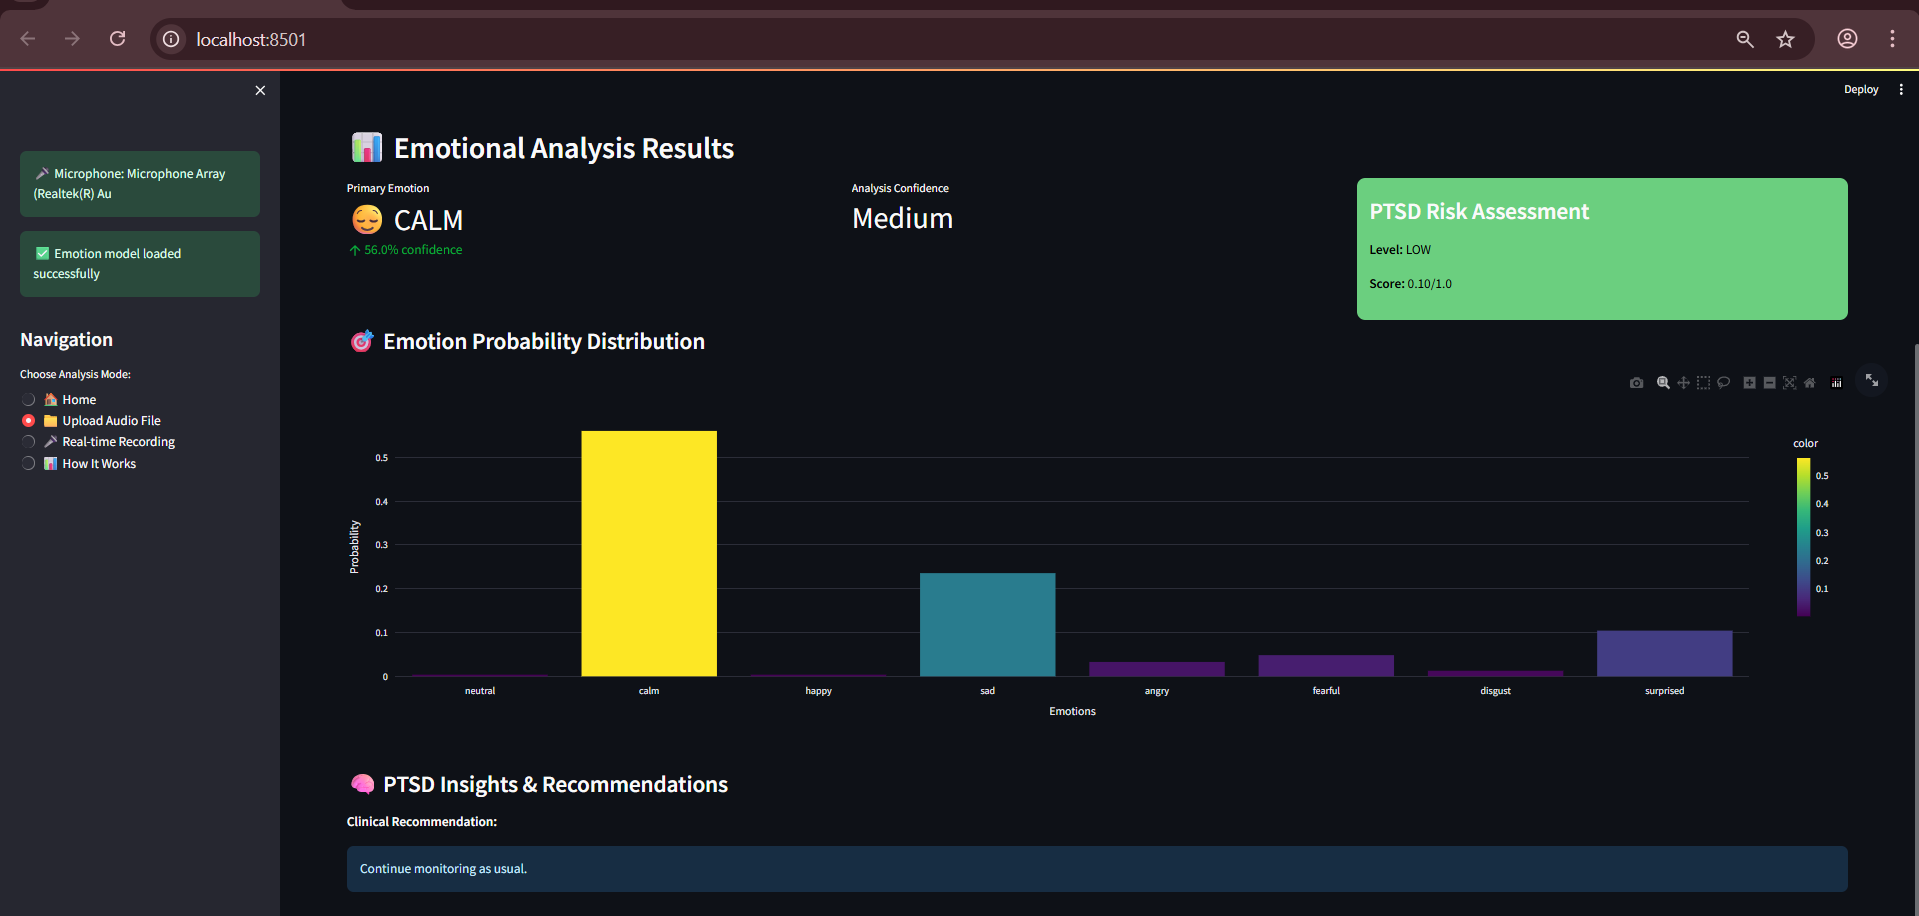 localhost:8501
Deploy
Microphone: Microphone Array
(Realtek(R) Au
Emotion model loaded
successfully
Navigation
Choose Analysis Mode:
Home
Upload Audio File
Real-time Recording
How It Works
Emotional Analysis Results
Primary Emotion
CALM
↑ 56.0% confidence
Analysis Confidence
Medium
PTSD Risk Assessment
Level: LOW
Score: 0.10/1.0
Emotion Probability Distribution
Probability
0.5
0.4
0.3
0.2
0.1
0
neutral calm happy sad angry fearful disgust surprised
Emotions
color
0.5
0.4
0.3
0.2
0.1
PTSD Insights & Recommendations
Clinical Recommendation:
Continue monitoring as usual.